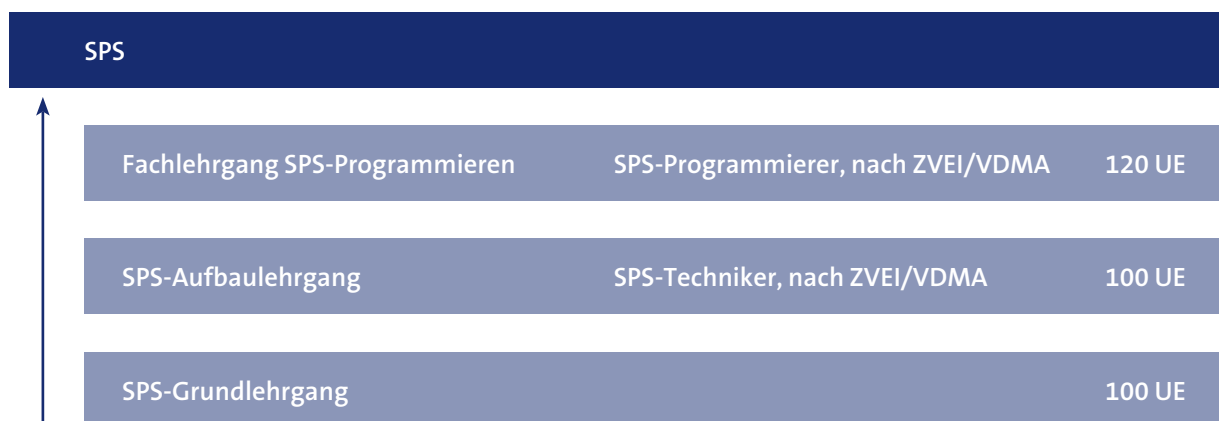 SPS
Fachlehrgang SPS-Programmieren SPS-Programmierer, nach ZVEI/VDMA 120 UE
SPS-Aufbaulehrgang SPS-Techniker, nach ZVEI/VDMA 100 UE
SPS-Grundlehrgang 100 UE